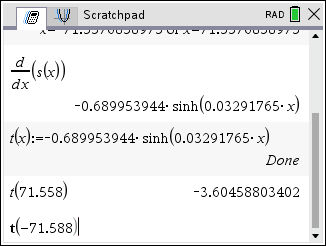 Scratchpad RAD
d/dx(s(x))
-0.689953944·sinh(0.03291765·x)
t(x):=-0.689953944·sinh(0.03291765·x)
Done
t(71.558) -3.60458803402
t(-71.588)